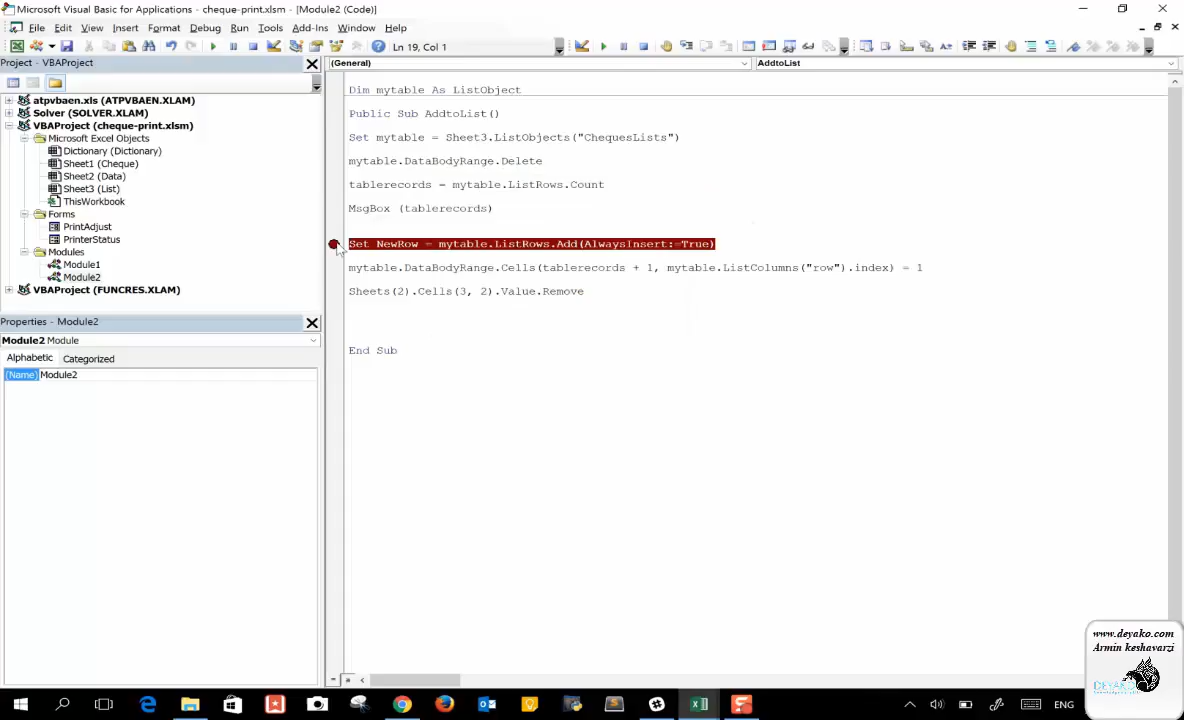 Microsoft Visual Basic for Applications - cheque-print.xlsm - [Module2 (Code)]
File Edit View Insert Format Debug Run Tools Add-Ins Window Help
Ln 19, Col 1
Project - VBAProject
(General)
AddtoList
atpvbaen.xls (ATPVBAEN.XLAM)
Solver (SOLVER.XLAM)
VBAProject (cheque-print.xlsm)
Microsoft Excel Objects
Dictionary (Dictionary)
Sheet1 (Cheque)
Sheet2 (Data)
Sheet3 (List)
ThisWorkbook
Forms
PrintAdjust
PrinterStatus
Modules
Module1
Module2
VBAProject (FUNCRES.XLAM)
Properties - Module2
Module2 Module
Alphabetic Categorized
(Name) Module2
Dim mytable As ListObject
Public Sub AddtoList()
Set mytable = Sheet3.ListObjects("ChequesLists")
mytable.DataBodyRange.Delete
tablerecords = mytable.ListRows.Count
MsgBox (tablerecords)
Set NewRow = mytable.ListRows.Add(AlwaysInsert:=True)
mytable.DataBodyRange.Cells(tablerecords + 1, mytable.ListColumns("row").index) = 1
Sheets(2).Cells(3, 2).Value.Remove
End Sub
www.deyako.com
Armin keshavarzi
DEYAKO
ENG